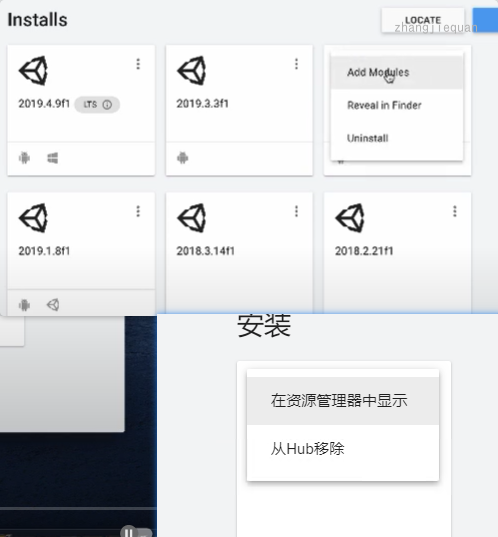 Installs
LOCATE
zhangjiequan
2019.4.9f1 LTS
2019.3.3f1
Add Modules
Reveal in Finder
Uninstall
2019.1.8f1
2018.3.14f1
2018.2.21f1
安装
在资源管理器中显示
从Hub移除